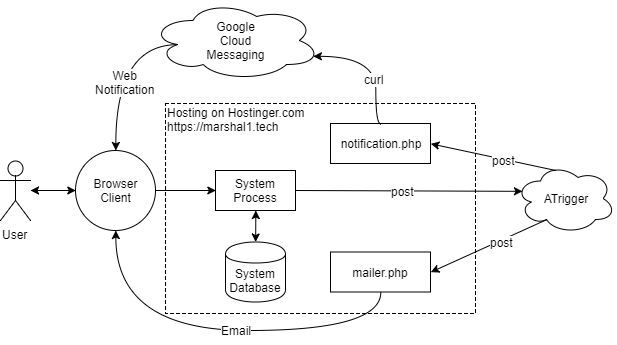 Google
Cloud
Messaging
Web
Notification
curl
Hosting on Hostinger.com
https://marshal1.tech
notification.php
post
Browser
Client
System
Process
post
ATrigger
User
post
System
Database
mailer.php
Email